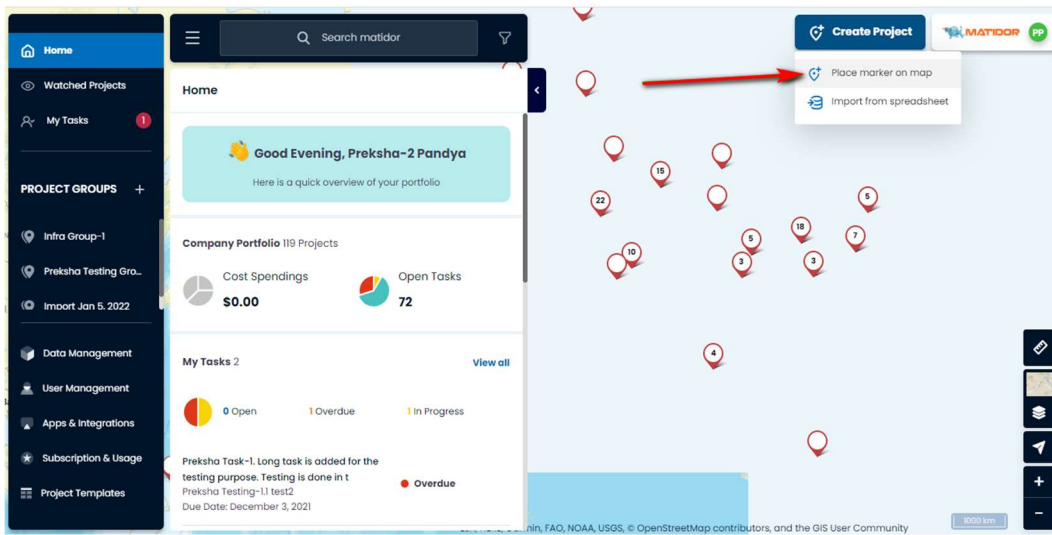 Home
Watched Projects
My Tasks
1
PROJECT GROUPS +
Infra Group-1
Preksha Testing Gro...
Import Jan 5. 2022
Data Management
User Management
Apps & Integrations
Subscription & Usage
Project Templates
Search matidor
Home
Good Evening, Preksha-2 Pandya
Here is a quick overview of your portfolio
Company Portfolio 119 Projects
Cost Spendings
$0.00
Open Tasks
72
My Tasks 2
View all
0 Open
1 Overdue
1 In Progress
Preksha Task-1. Long task is added for the
testing purpose. Testing is done in t
Preksha Testing-1.1 test2
Due Date: December 3, 2021
Overdue
Create Project
MATIDOR
PP
Place marker on map
Import from spreadsheet
15
22
5
18
5
7
10
3
3
4
+
-
1000 km
FAO, NOAA, USGS, © OpenStreetMap contributors, and the GIS User Community